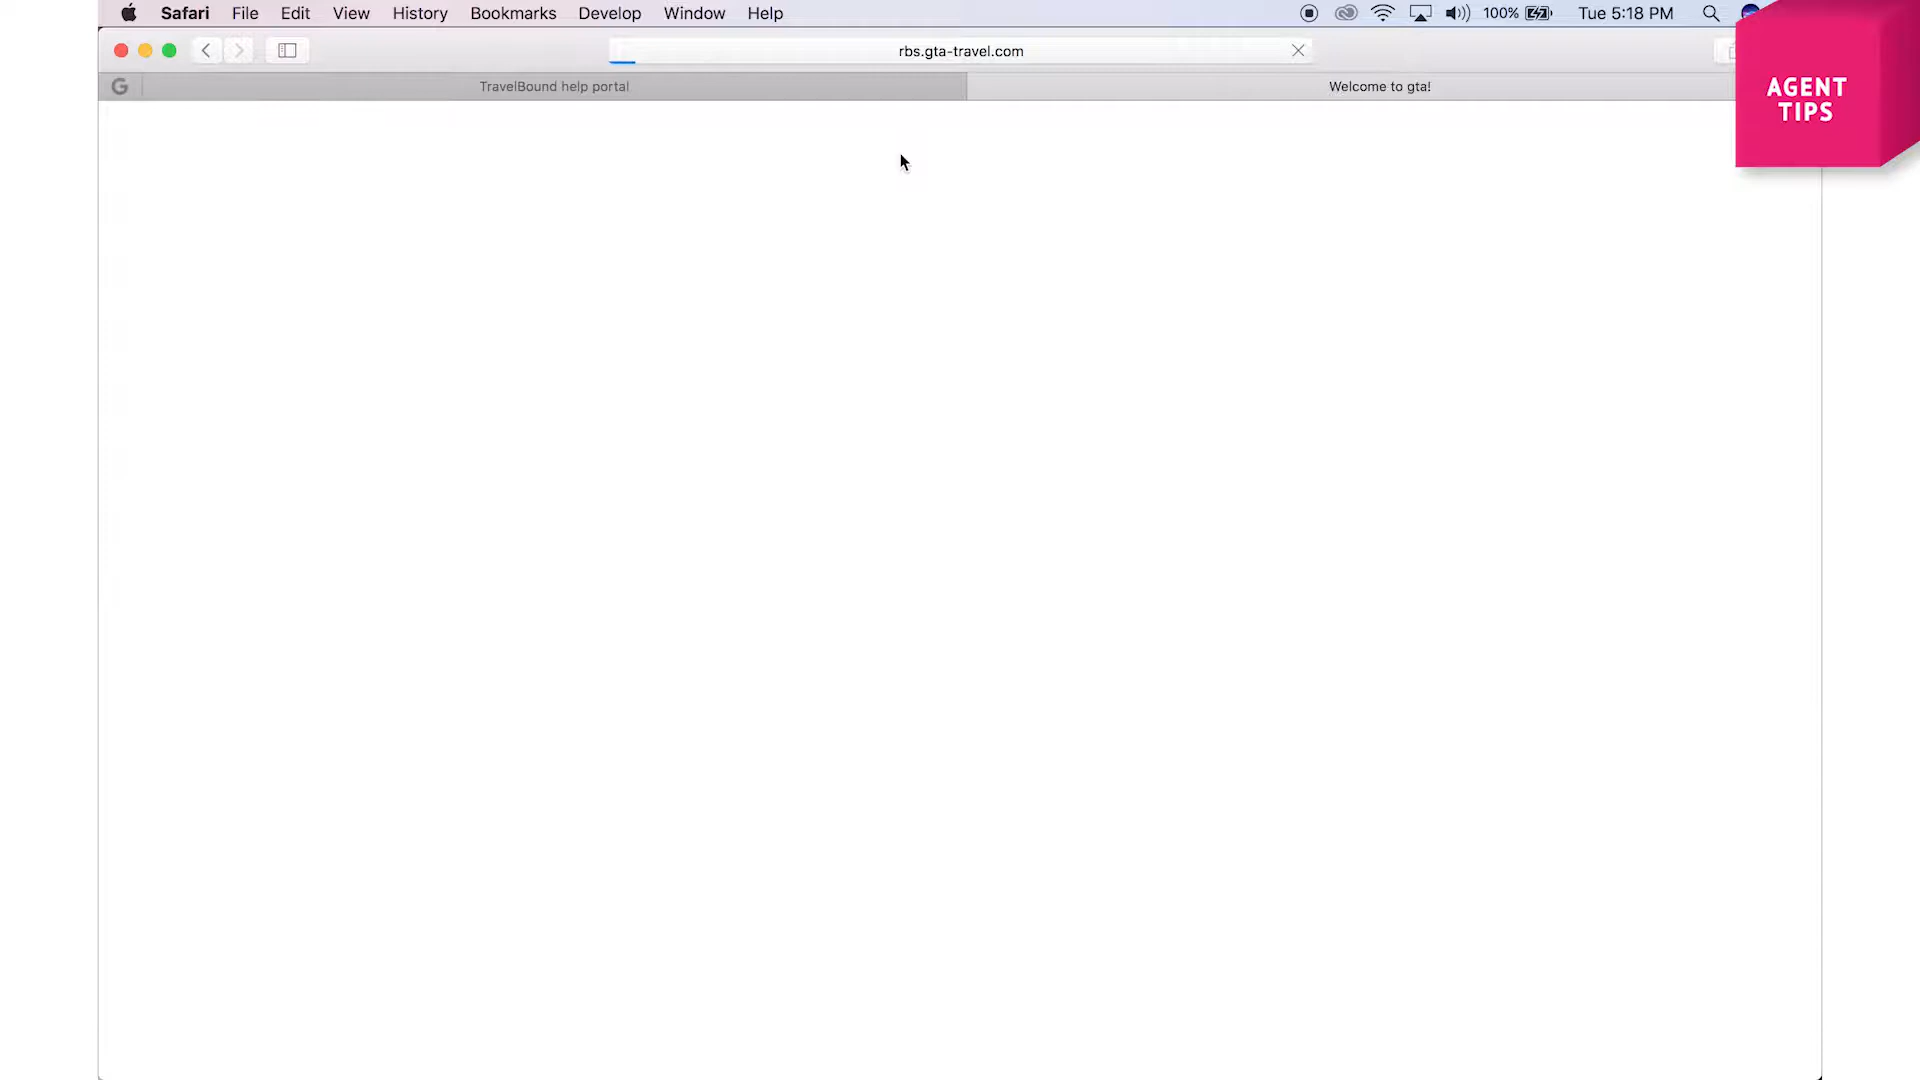 Safari File Edit View History Bookmarks Develop Window Help 100% Tue 5:18 PM
rbs.gta-travel.com
G TravelBound help portal Welcome to gta!
AGENT
TIPS